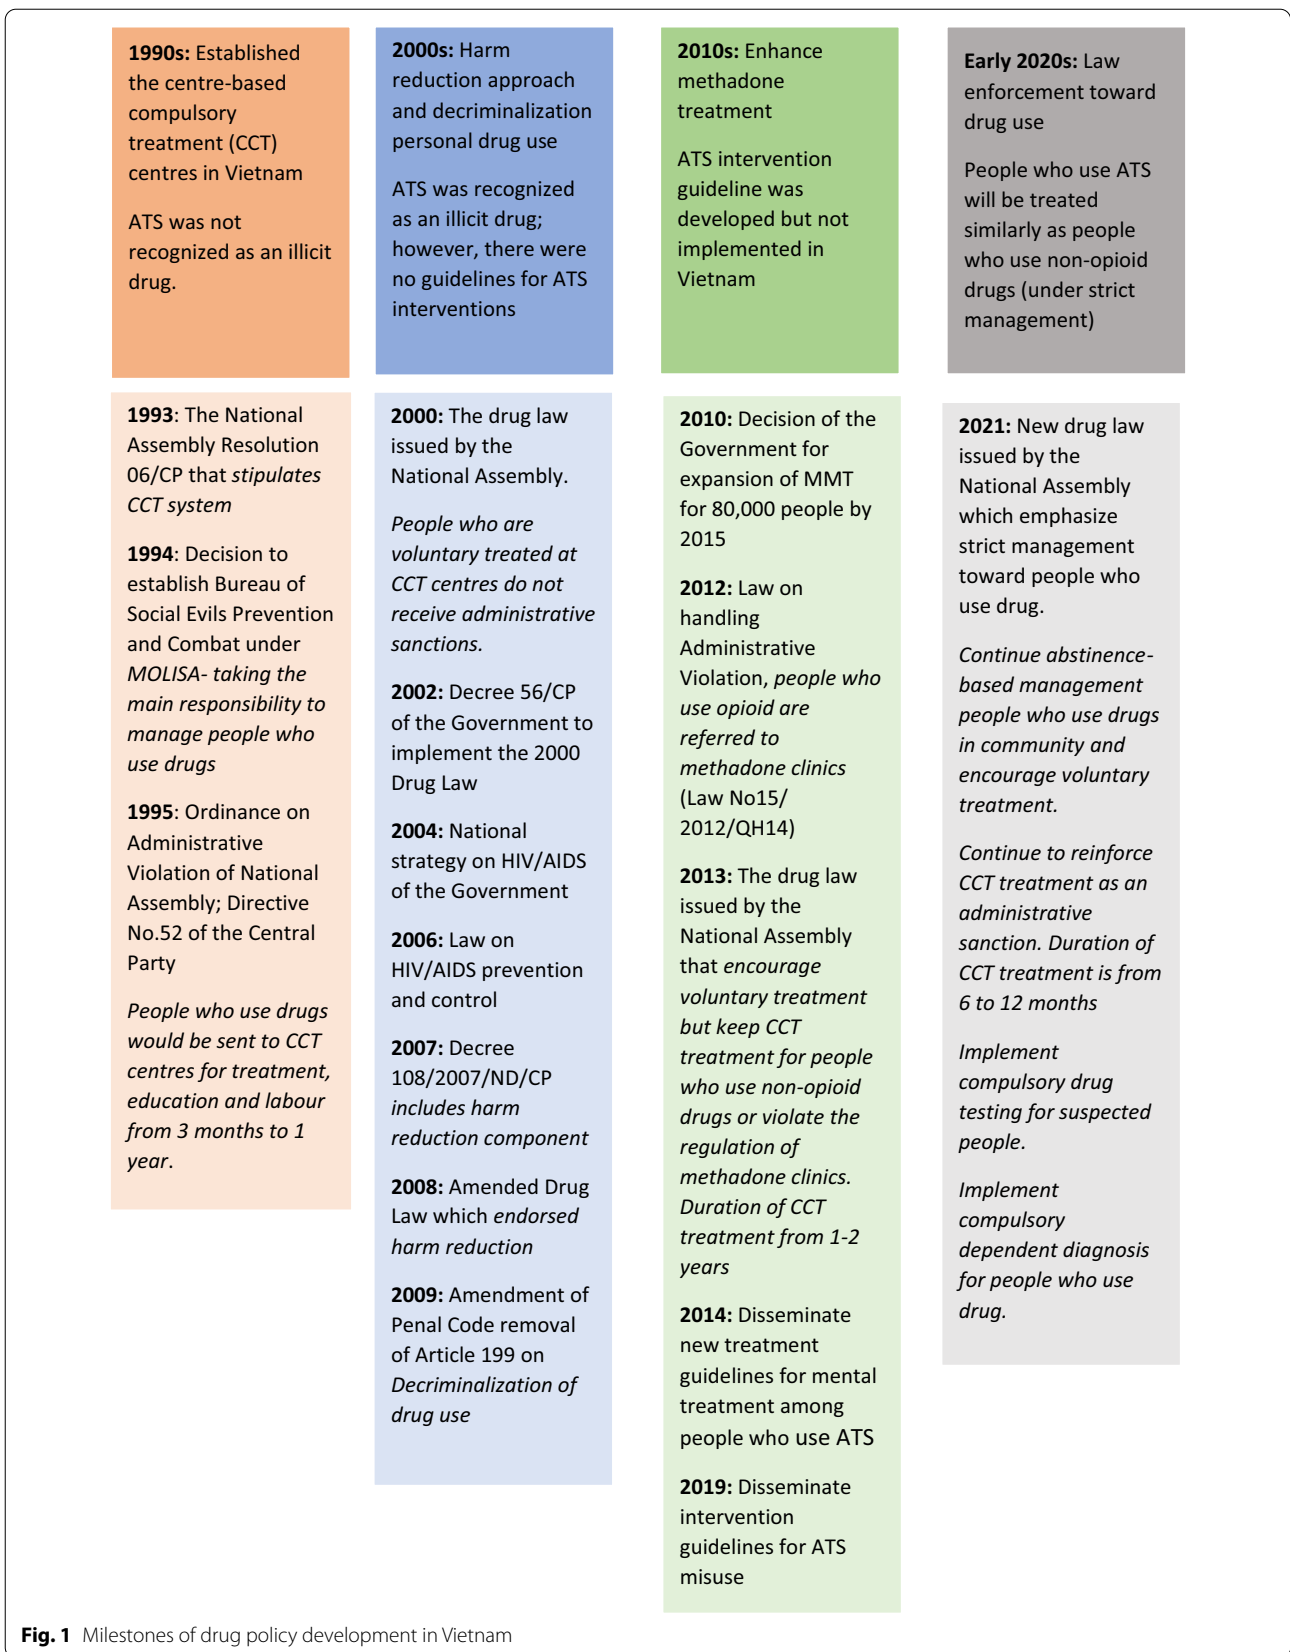 1990s: Established
the centre-based
compulsory
treatment (CCT)
centres in Vietnam
ATS was not
recognized as an illicit
drug.
1993: The National
Assembly Resolution
06/CP that stipulates
CCT system
1994: Decision to
establish Bureau of
Social Evils Prevention
and Combat under
MOLISA- taking the
main responsibility to
manage people who
use drugs
1995: Ordinance on
Administrative
Violation of National
Assembly; Directive
No.52 of the Central
Party
People who use drugs
would be sent to CCT
centres for treatment,
education and labour
from 3 months to 1
year.
2000s: Harm
reduction approach
and decriminalization
personal drug use
ATS was recognized
as an illicit drug;
however, there were
no guidelines for ATS
interventions
2000: The drug law
issued by the
National Assembly.
People who are
voluntary treated at
CCT centres do not
receive administrative
sanctions.
2002: Decree 56/CP
of the Government to
implement the 2000
Drug Law
2004: National
strategy on HIV/AIDS
of the Government
2006: Law on
HIV/AIDS prevention
and control
2007: Decree
108/2007/ND/CP
includes harm
reduction component
2008: Amended Drug
Law which endorsed
harm reduction
2009: Amendment of
Penal Code removal
of Article 199 on
Decriminalization of
drug use
2010s: Enhance
methadone
treatment
ATS intervention
guideline was
developed but not
implemented in
Vietnam
2010: Decision of the
Government for
expansion of MMT
for 80,000 people by
2015
2012: Law on
handling
Administrative
Violation, people who
use opioid are
referred to
methadone clinics
(Law No15/
2012/QH14)
2013: The drug law
issued by the
National Assembly
that encourage
voluntary treatment
but keep CCT
treatment for people
who use non-opioid
drugs or violate the
regulation of
methadone clinics.
Duration of CCT
treatment from 1-2
years
2014: Disseminate
new treatment
guidelines for mental
treatment among
people who use ATS
2019: Disseminate
intervention
guidelines for ATS
misuse
Early 2020s: Law
enforcement toward
drug use
People who use ATS
will be treated
similarly as people
who use non-opioid
drugs (under strict
management)
2021: New drug law
issued by the
National Assembly
which emphasize
strict management
toward people who
use drug.
Continue abstinence-
based management
people who use drugs
in community and
encourage voluntary
treatment.
Continue to reinforce
CCT treatment as an
administrative
sanction. Duration of
CCT treatment is from
6 to 12 months
Implement
compulsory drug
testing for suspected
people.
Implement
compulsory
dependent diagnosis
for people who use
drug.
Fig. 1 Milestones of drug policy development in Vietnam